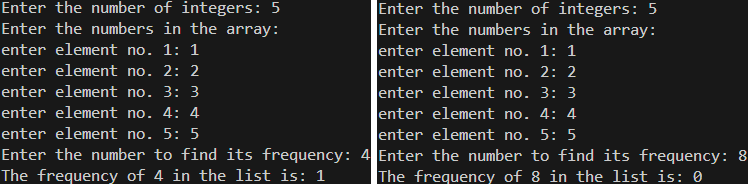 Enter the number of integers: 5
Enter the numbers in the array:
enter element no. 1: 1
enter element no. 2: 2
enter element no. 3: 3
enter element no. 4: 4
enter element no. 5: 5
Enter the number to find its frequency: 4
The frequency of 4 in the list is: 1
Enter the number of integers: 5
Enter the numbers in the array:
enter element no. 1: 1
enter element no. 2: 2
enter element no. 3: 3
enter element no. 4: 4
enter element no. 5: 5
Enter the number to find its frequency: 8
The frequency of 8 in the list is: 0